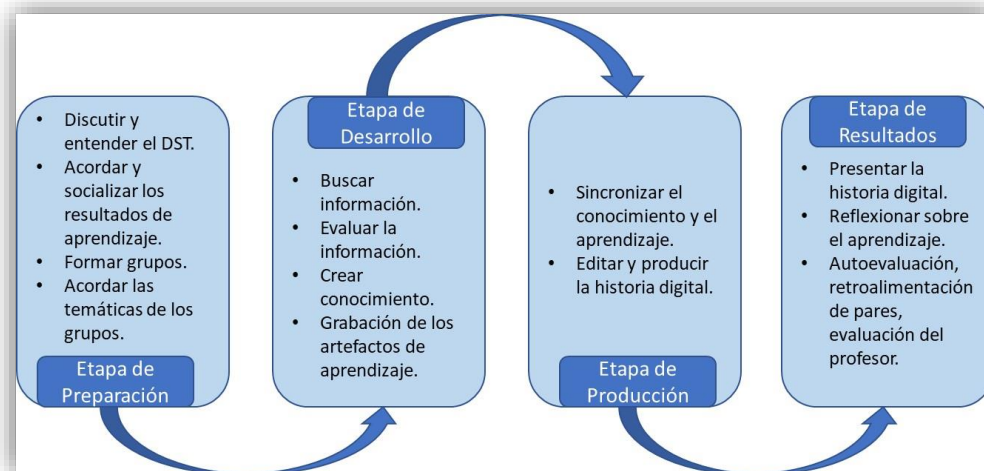 • Discutir y
entender el DST.
• Acordar y
socializar los
resultados de
aprendizaje.
• Formar grupos.
• Acordar las
temáticas de los
grupos.
Etapa de
Preparación
Etapa de
Desarrollo
• Buscar
información.
• Evaluar la
información.
• Crear
conocimiento.
• Grabación de los
artefactos de
aprendizaje.
• Sincronizar el
conocimiento y el
aprendizaje.
• Editar y producir
la historia digital.
Etapa de
Producción
Etapa de
Resultados
• Presentar la
historia digital.
• Reflexionar sobre
el aprendizaje.
• Autoevaluación,
retroalimentación
de pares,
evaluación del
profesor.